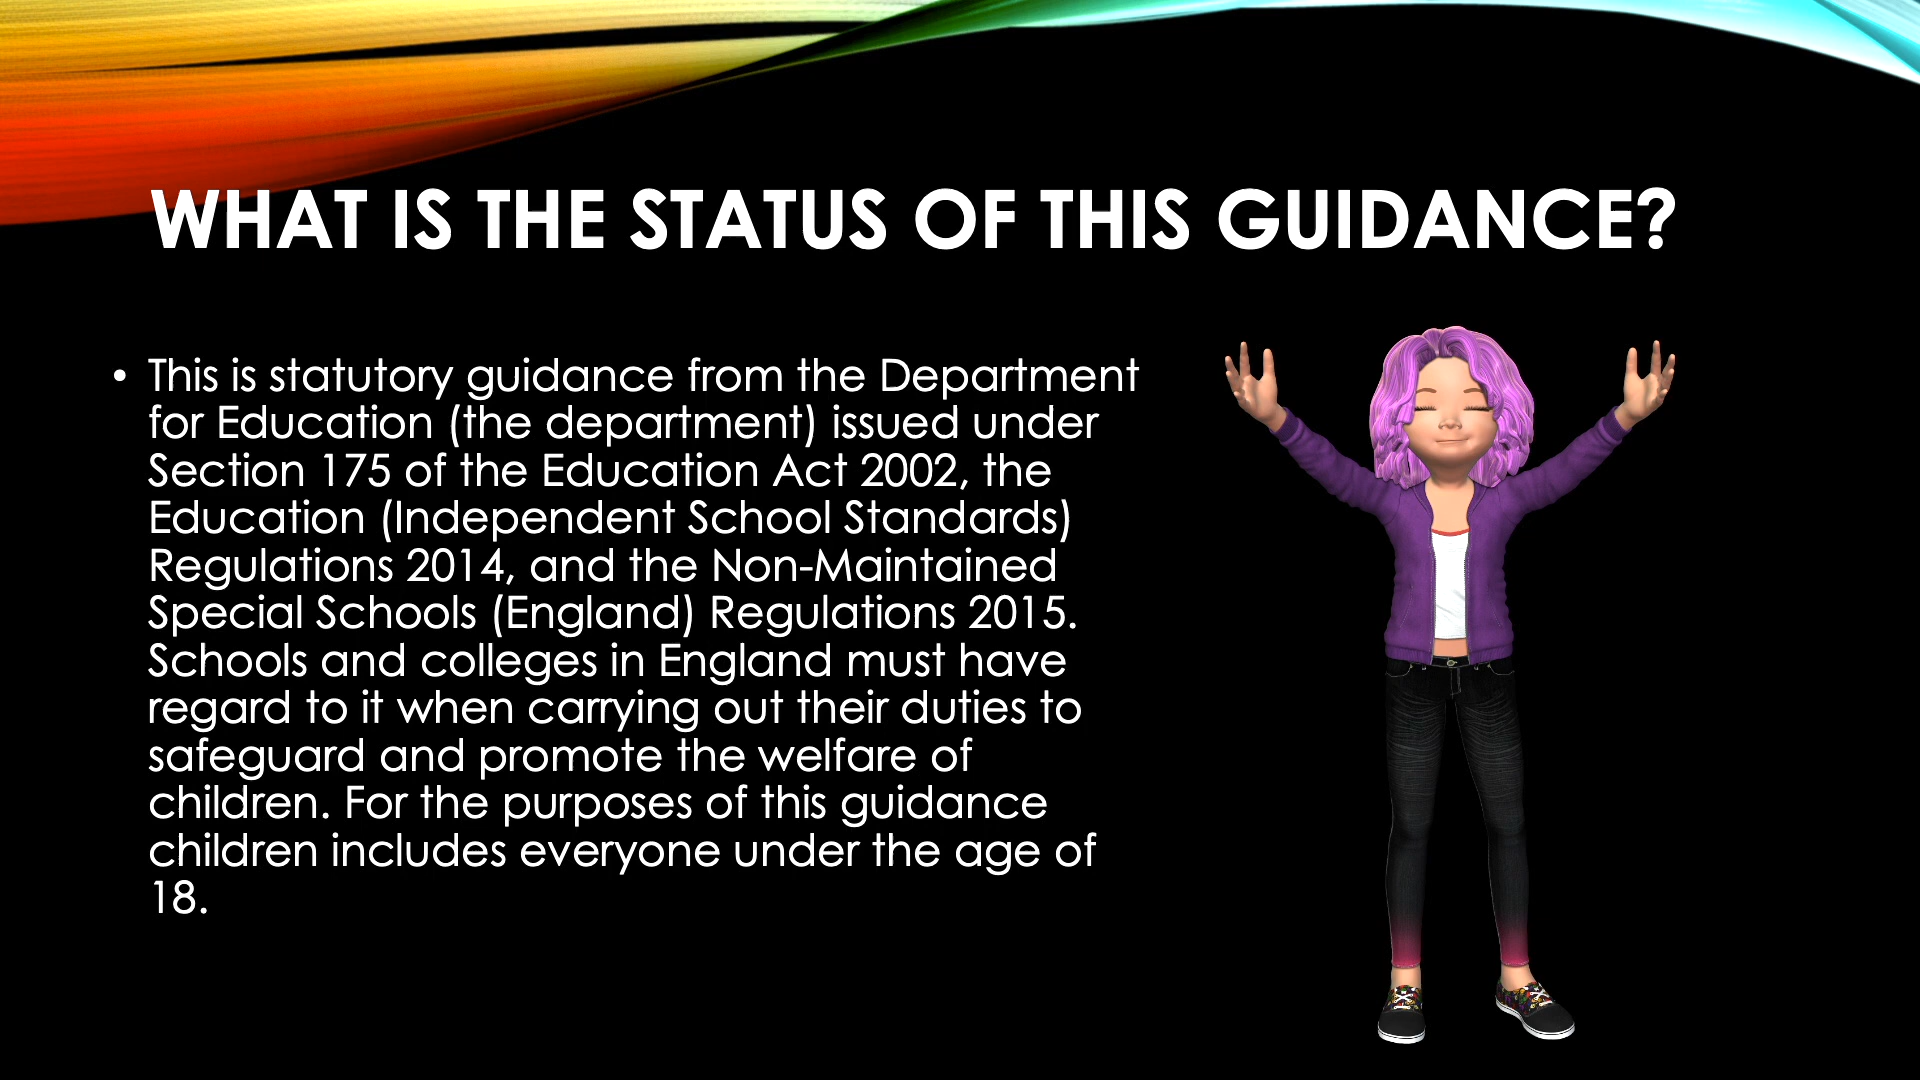 WHAT IS THE STATUS OF THIS GUIDANCE?
• This is statutory guidance from the Department
for Education (the department) issued under
Section 175 of the Education Act 2002, the
Education (Independent School Standards)
Regulations 2014, and the Non-Maintained
Special Schools (England) Regulations 2015.
Schools and colleges in England must have
regard to it when carrying out their duties to
safeguard and promote the welfare of
children. For the purposes of this guidance
children includes everyone under the age of
18.